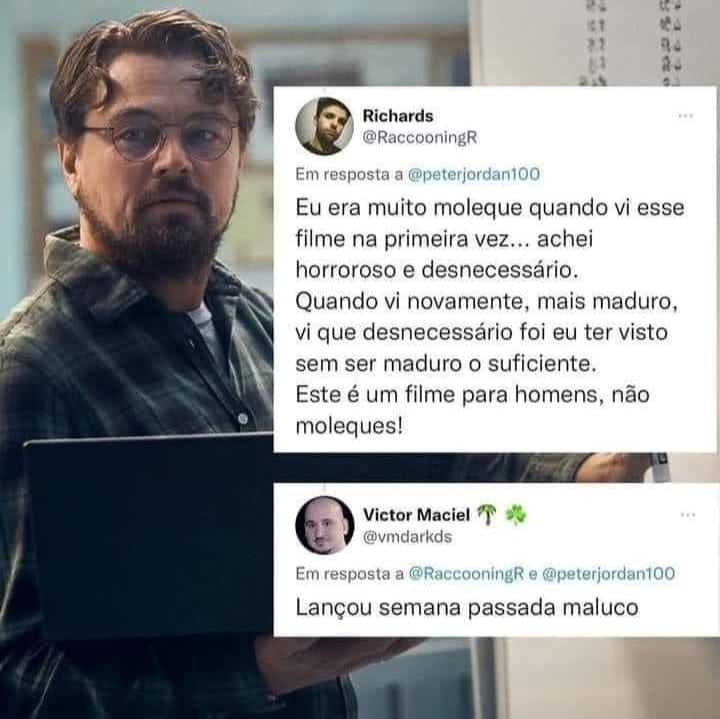 Richards
@RaccooningR
Em resposta a @peterjordan100
Eu era muito moleque quando vi esse
filme na primeira vez... achei
horroroso e desnecessário.
Quando vi novamente, mais maduro,
vi que desnecessário foi eu ter visto
sem ser maduro o suficiente.
Este é um filme para homens, não
moleques!
Victor Maciel 🌴 ☘️
@vmdarkds
Em resposta a @RaccooningR e @peterjordan100
Lançou semana passada maluco